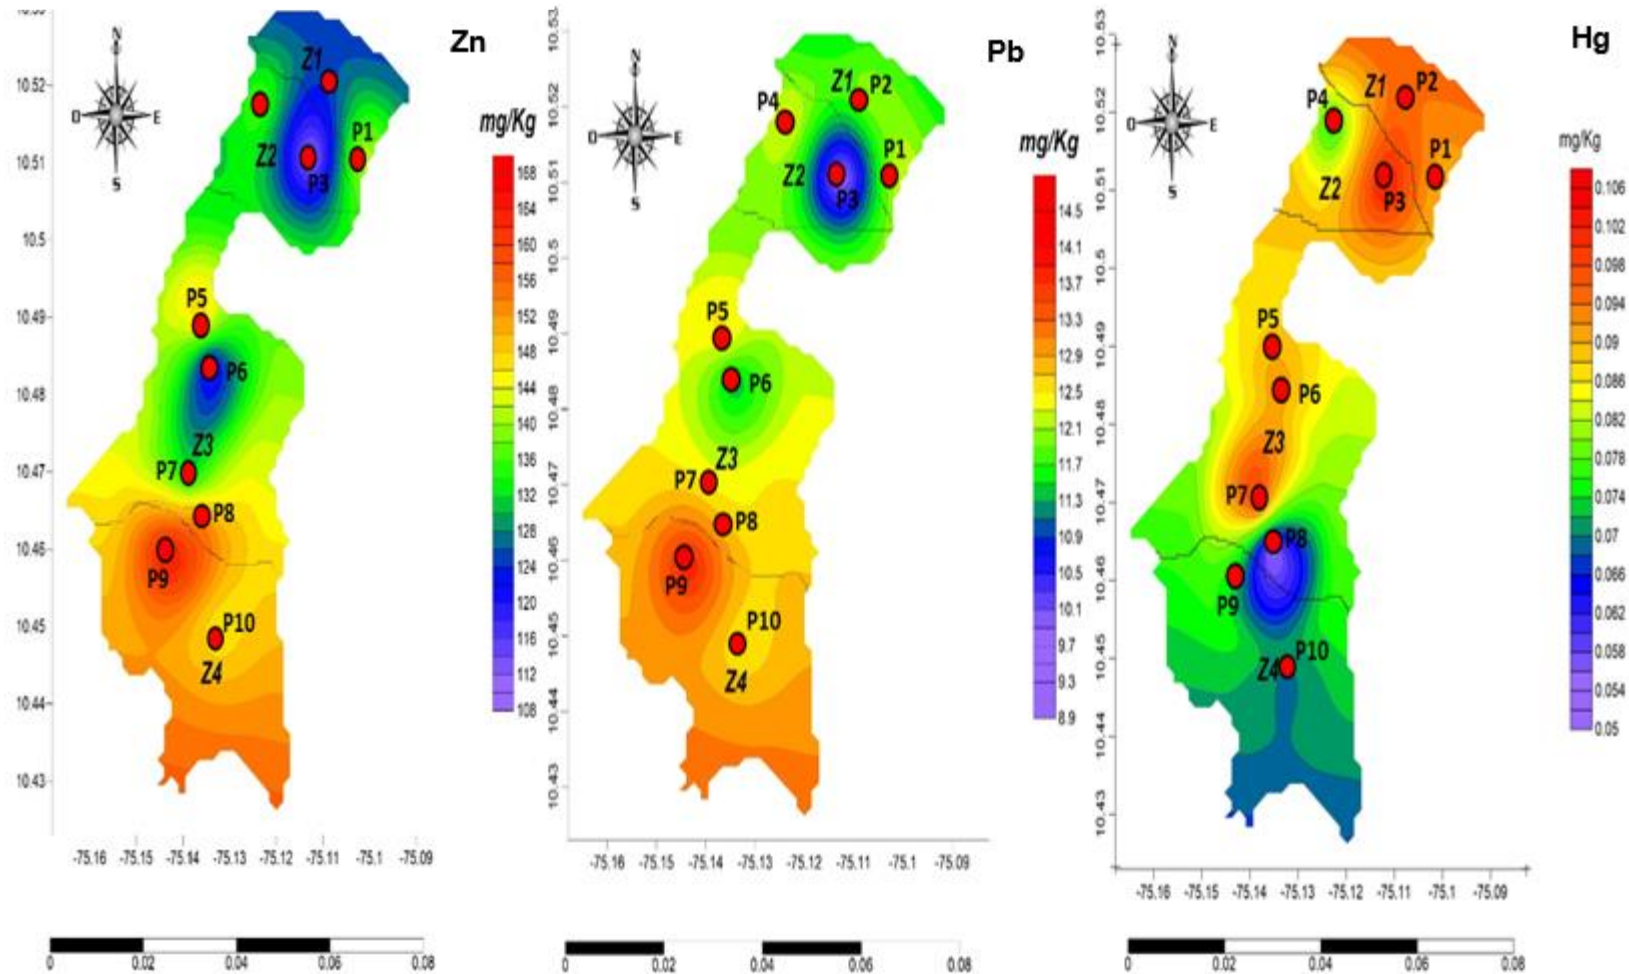 Zn
N
O
E
S
10.53
10.52
10.51
10.5
10.49
10.48
10.47
10.46
10.45
10.44
10.43
Z1
Z2
P1
P3
P5
P6
Z3
P7
P8
P9
P10
Z4
-75.16 -75.15 -75.14 -75.13 -75.12 -75.11 -75.1 -75.09
0 0.02 0.04 0.06 0.08
mg/Kg
168
164
160
156
152
148
144
140
136
132
128
124
120
116
112
108
Pb
N
O
E
S
10.53
10.52
10.51
10.5
10.49
10.48
10.47
10.46
10.45
10.44
10.43
Z1
P2
P4
P1
Z2
P3
P5
P6
Z3
P7
P8
P9
P10
Z4
-75.16 -75.15 -75.14 -75.13 -75.12 -75.11 -75.1 -75.09
0 0.02 0.04 0.06 0.08
mg/Kg
14.5
14.1
13.7
13.3
12.9
12.5
12.1
11.7
11.3
10.9
10.5
10.1
9.7
9.3
8.9
Hg
N
O
E
S
10.53
10.52
10.51
10.5
10.49
10.48
10.47
10.46
10.45
10.44
10.43
Z1
P2
P4
P1
Z2
P3
P5
P6
Z3
P7
P8
P9
P10
Z4
-75.16 -75.15 -75.14 -75.13 -75.12 -75.11 -75.1 -75.09
0 0.02 0.04 0.06 0.08
mg/Kg
0.106
0.102
0.098
0.094
0.09
0.086
0.082
0.078
0.074
0.07
0.066
0.062
0.058
0.054
0.05